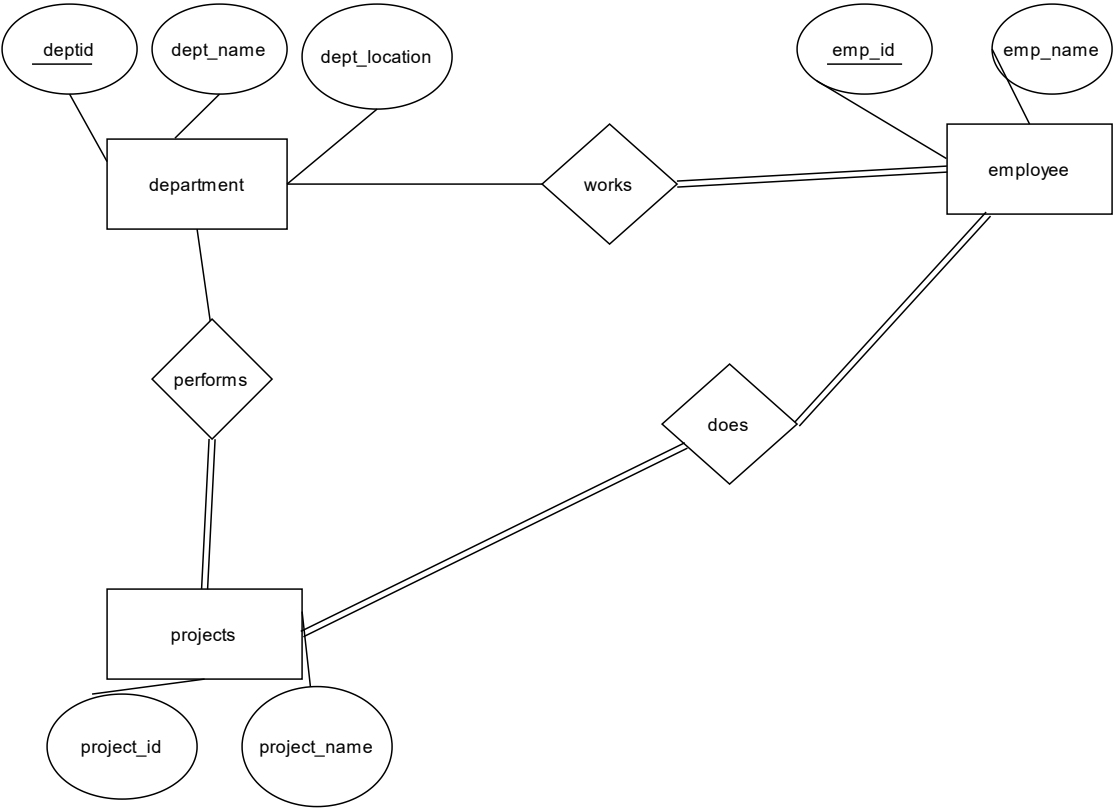 deptid
dept_name
dept_location
emp_id
emp_name
department
works
employee
performs
does
projects
project_id
project_name